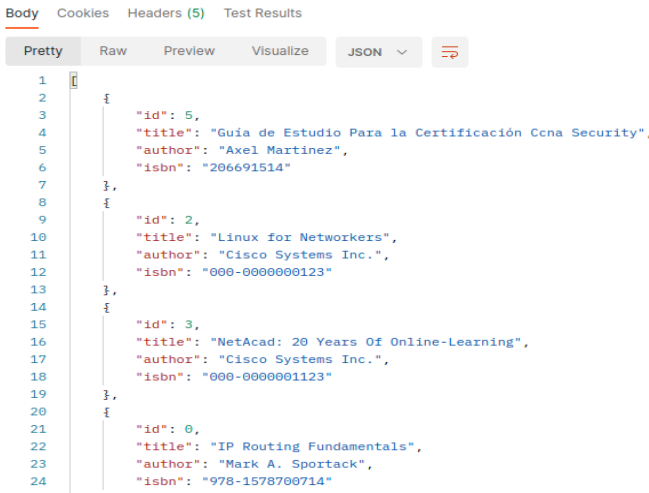 Body Cookies Headers (5) Test Results
Pretty Raw Preview Visualize JSON
1 [
2 {
3 "id": 5,
4 "title": "Guía de Estudio Para la Certificación Ccna Security",
5 "author": "Axel Martinez",
6 "isbn": "206691514"
7 },
8 {
9 "id": 2,
10 "title": "Linux for Networkers",
11 "author": "Cisco Systems Inc.",
12 "isbn": "000-0000000123"
13 },
14 {
15 "id": 3,
16 "title": "NetAcad: 20 Years Of Online-Learning",
17 "author": "Cisco Systems Inc.",
18 "isbn": "000-0000001123"
19 },
20 {
21 "id": 0,
22 "title": "IP Routing Fundamentals",
23 "author": "Mark A. Sportack",
24 "isbn": "978-1578700714"